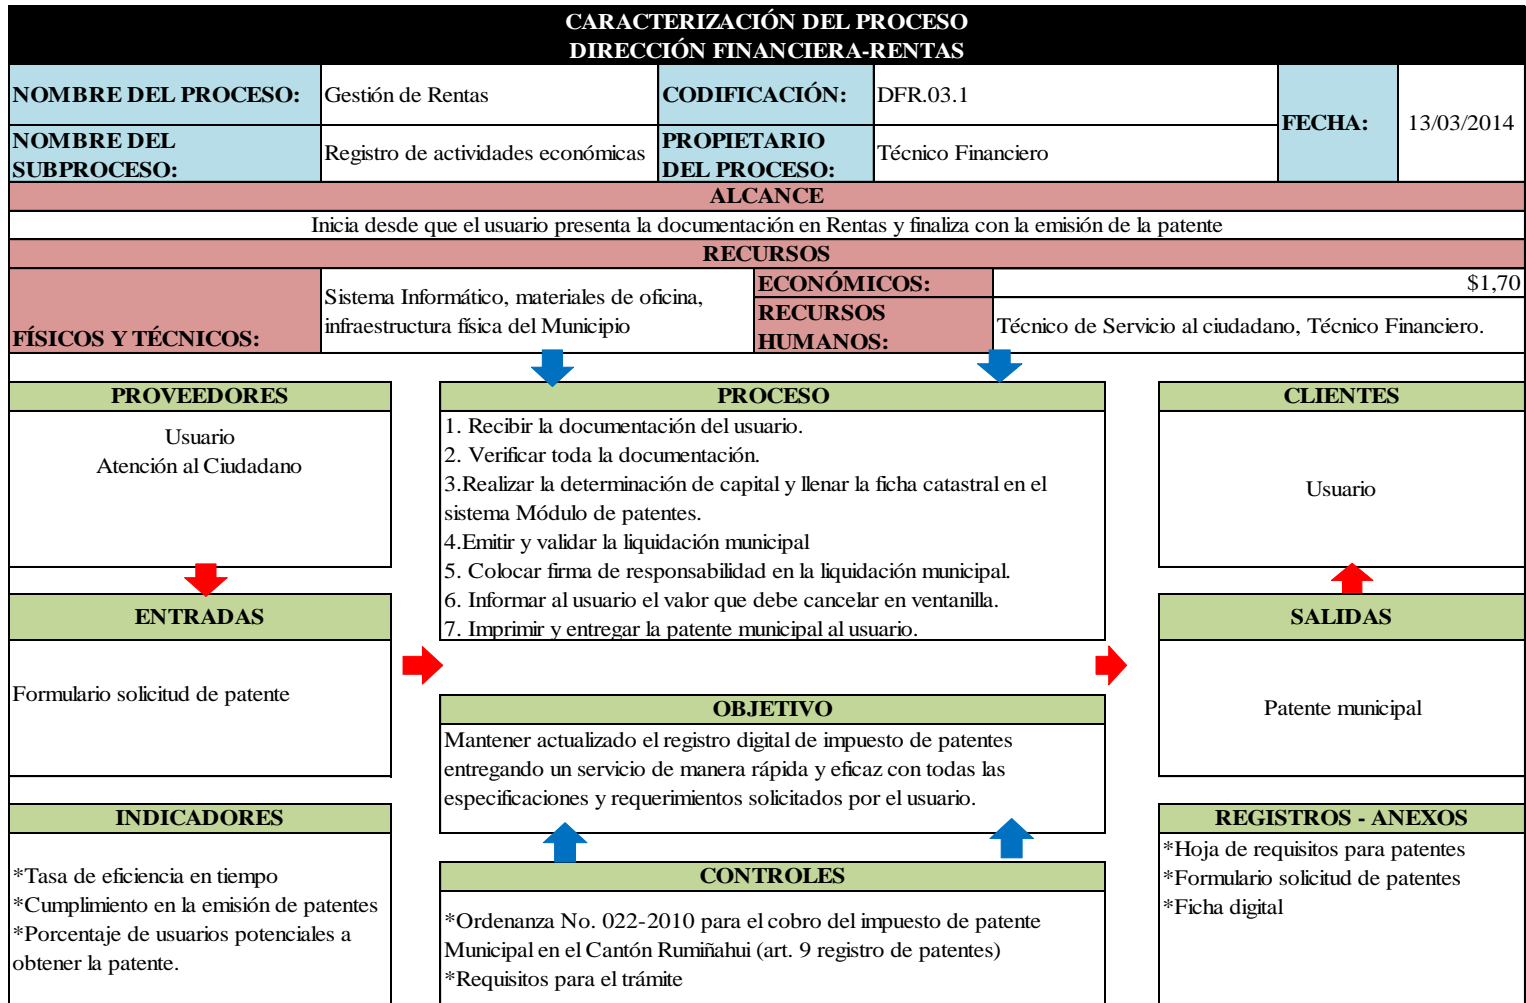 CARACTERIZACIÓN DEL PROCESO
DIRECCIÓN FINANCIERA-RENTAS
NOMBRE DEL PROCESO:
Gestión de Rentas
CODIFICACIÓN:
DFR.03.1
FECHA:
13/03/2014
NOMBRE DEL
SUBPROCESO:
Registro de actividades económicas
PROPIETARIO
DEL PROCESO:
Técnico Financiero
ALCANCE
Inicia desde que el usuario presenta la documentación en Rentas y finaliza con la emisión de la patente
RECURSOS
FÍSICOS Y TÉCNICOS:
Sistema Informático, materiales de oficina,
infraestructura física del Municipio
ECONÓMICOS:
$1,70
RECURSOS
HUMANOS:
Técnico de Servicio al ciudadano, Técnico Financiero.
PROVEEDORES
Usuario
Atención al Ciudadano
PROCESO
1. Recibir la documentación del usuario.
2. Verificar toda la documentación.
3.Realizar la determinación de capital y llenar la ficha catastral en el
sistema Módulo de patentes.
4.Emitir y validar la liquidación municipal
5. Colocar firma de responsabilidad en la liquidación municipal.
6. Informar al usuario el valor que debe cancelar en ventanilla.
7. Imprimir y entregar la patente municipal al usuario.
CLIENTES
Usuario
ENTRADAS
Formulario solicitud de patente
SALIDAS
Patente municipal
OBJETIVO
Mantener actualizado el registro digital de impuesto de patentes
entregando un servicio de manera rápida y eficaz con todas las
especificaciones y requerimientos solicitados por el usuario.
INDICADORES
*Tasa de eficiencia en tiempo
*Cumplimiento en la emisión de patentes
*Porcentaje de usuarios potenciales a
obtener la patente.
CONTROLES
*Ordenanza No. 022-2010 para el cobro del impuesto de patente
Municipal en el Cantón Rumiñahui (art. 9 registro de patentes)
*Requisitos para el trámite
REGISTROS - ANEXOS
*Hoja de requisitos para patentes
*Formulario solicitud de patentes
*Ficha digital